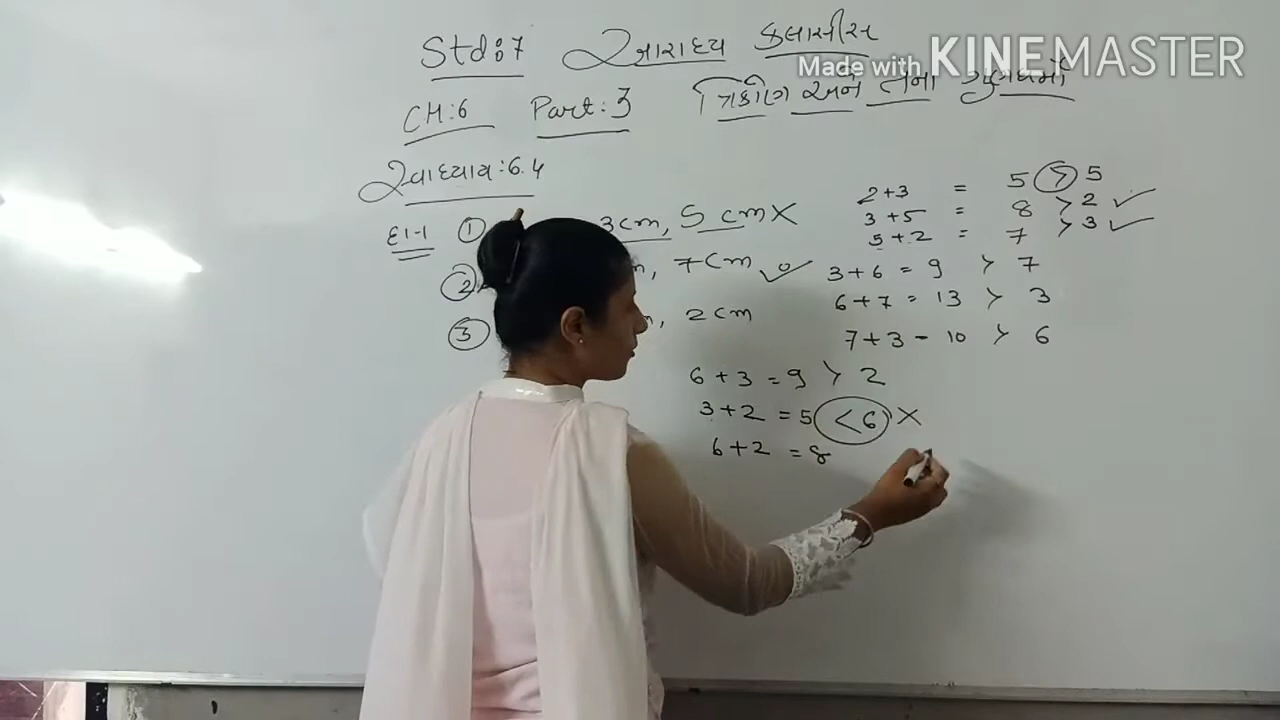 Std:7 આરાધ્ય ક્લાસીસ
Made with KINEMASTER
CH:6 Part:3 ત્રિકોણ અને તેના ગુણધર્મો
સ્વાધ્યાય:6.4
દા-1 ① 3cm, 5 cm X
② , 7cm ✓
③ , 2cm
2+3 = 5 > 5
3+5 = 8 > 2 ✓
5+2 = 7 > 3 ✓
3+6 = 9 > 7
6+7 = 13 > 3
7+3 - 10 > 6
6+3 = 9 > 2
3+2 = 5 < 6 X
6+2 = 8